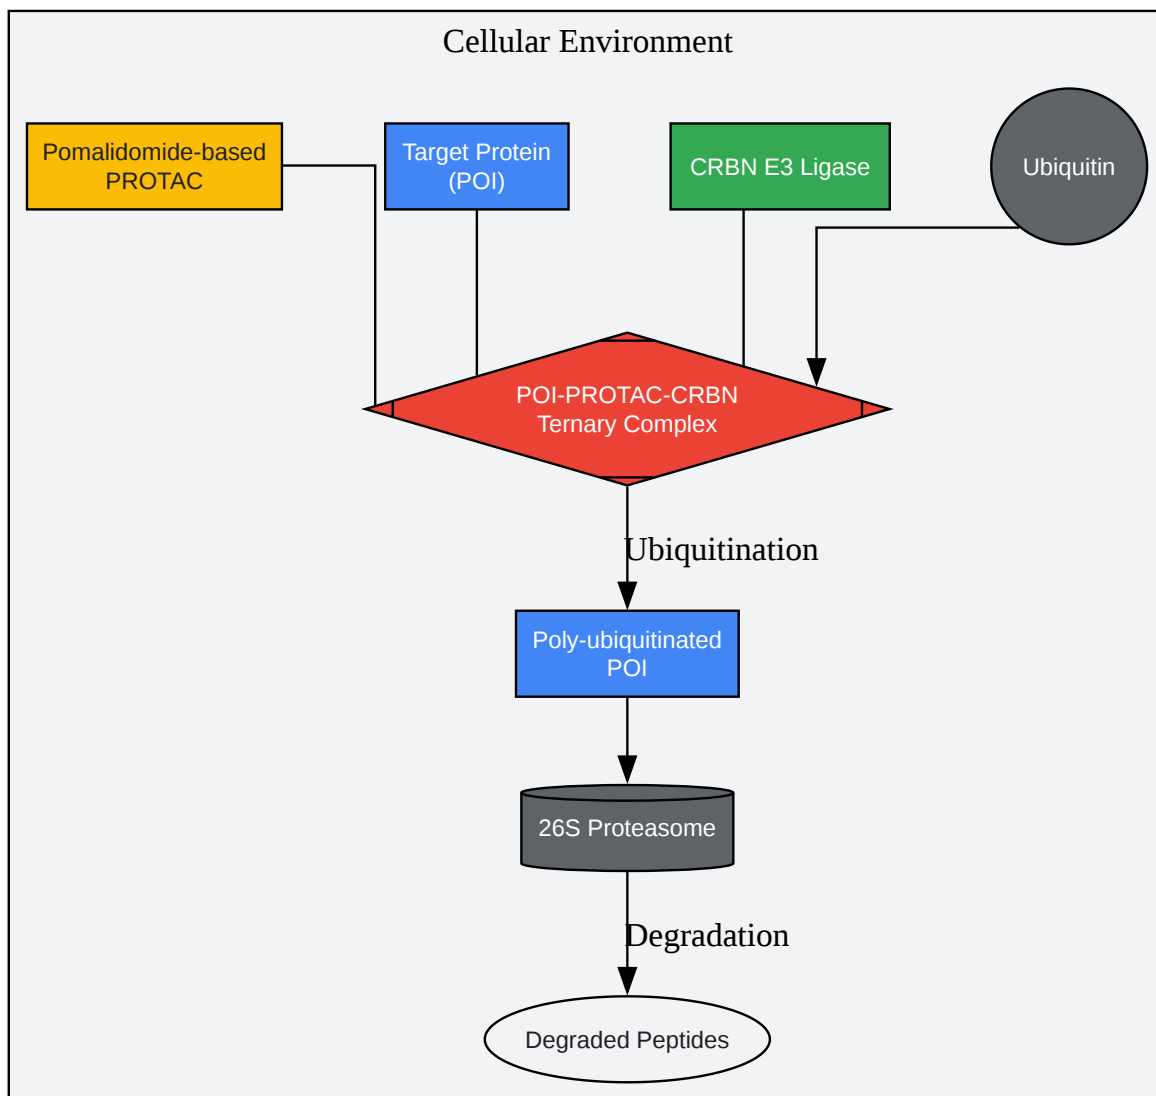 Cellular Environment
Pomalidomide-based
PROTAC
Target Protein
(POI)
CRBN E3 Ligase
Ubiquitin
POI-PROTAC-CRBN
Ternary Complex
Ubiquitination
Poly-ubiquitinated
POI
26S Proteasome
Degradation
Degraded Peptides